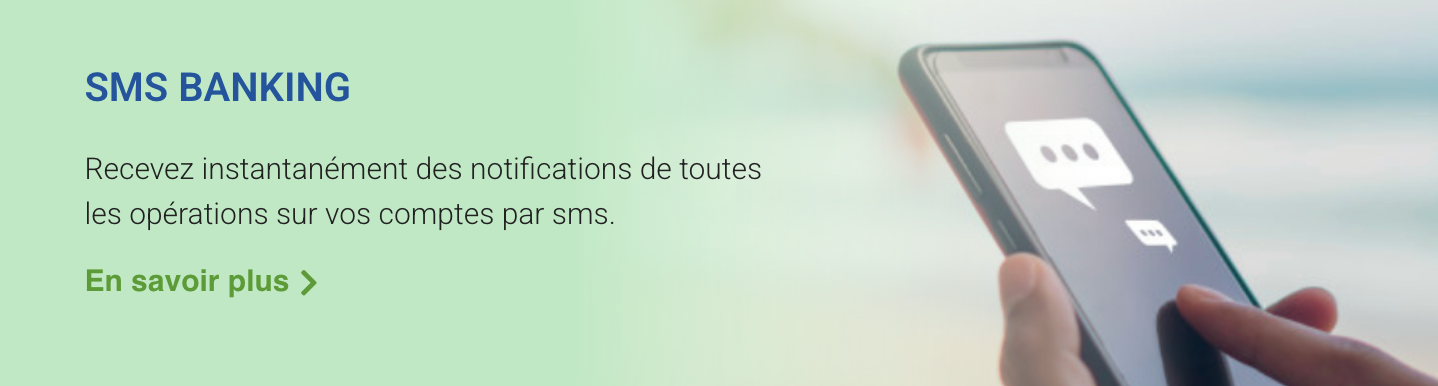 SMS BANKING
Recevez instantanément des notifications de toutes
les opérations sur vos comptes par sms.
En savoir plus